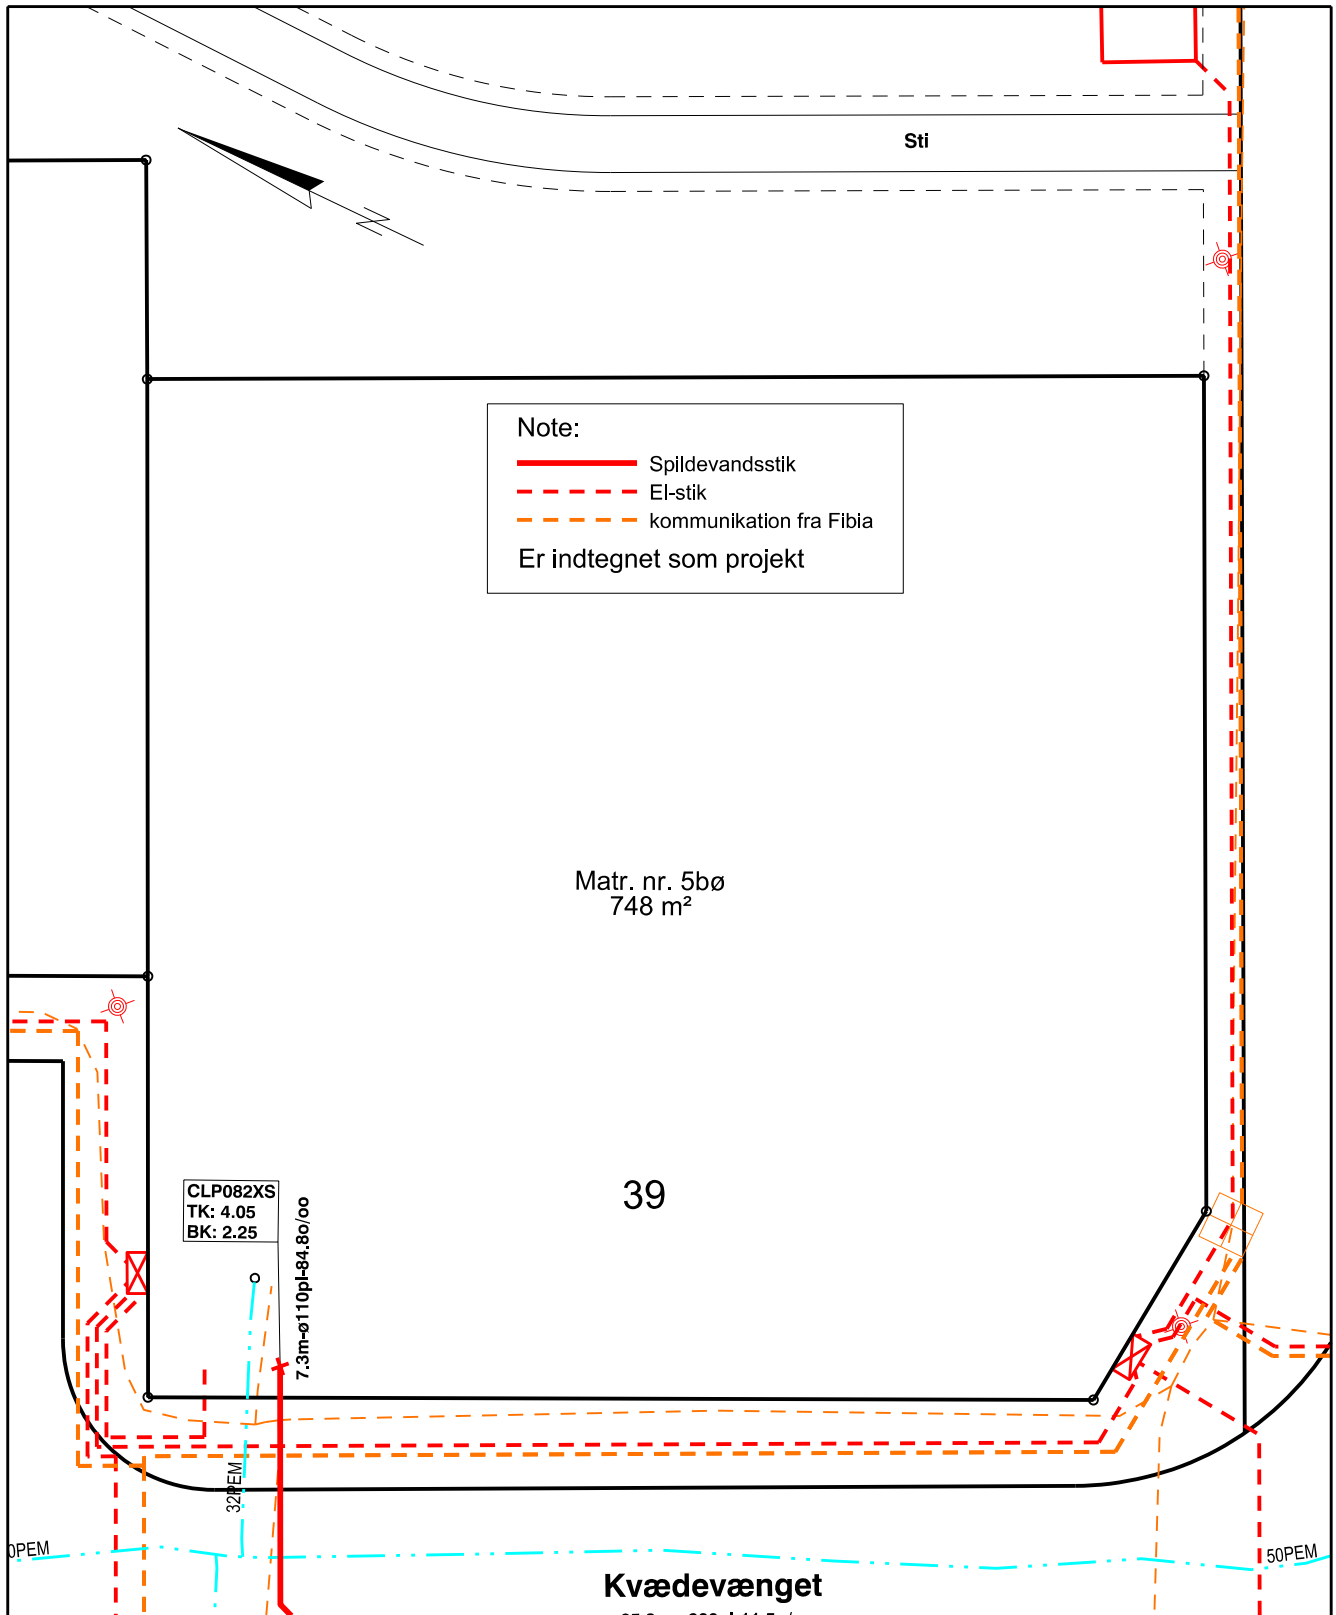 Sti
Note:
Spildevandsstik
El-stik
kommunikation fra Fibia
Er indtegnet som projekt
Matr. nr. 5bø
748 m²
39
CLP082XS
TK: 4.05
BK: 2.25
7.3m-ø110pl-84.8o/oo
32PEM
0PEM
50PEM
Kvædevænget